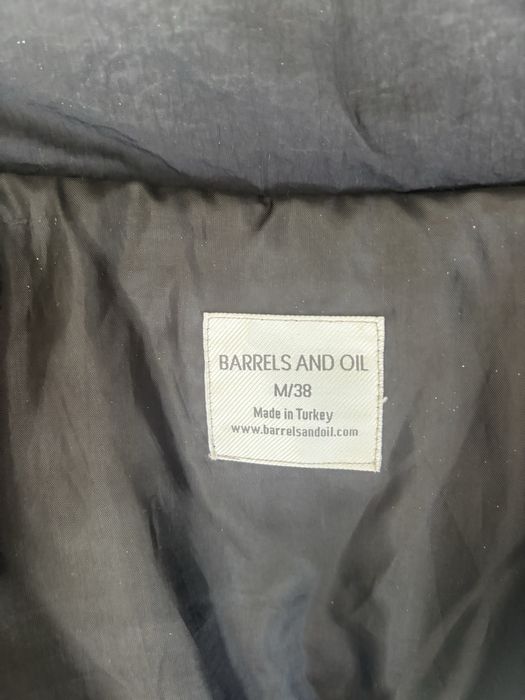 BARRELS AND OIL
M/38
Made in Turkey
www.barrelsandoil.com